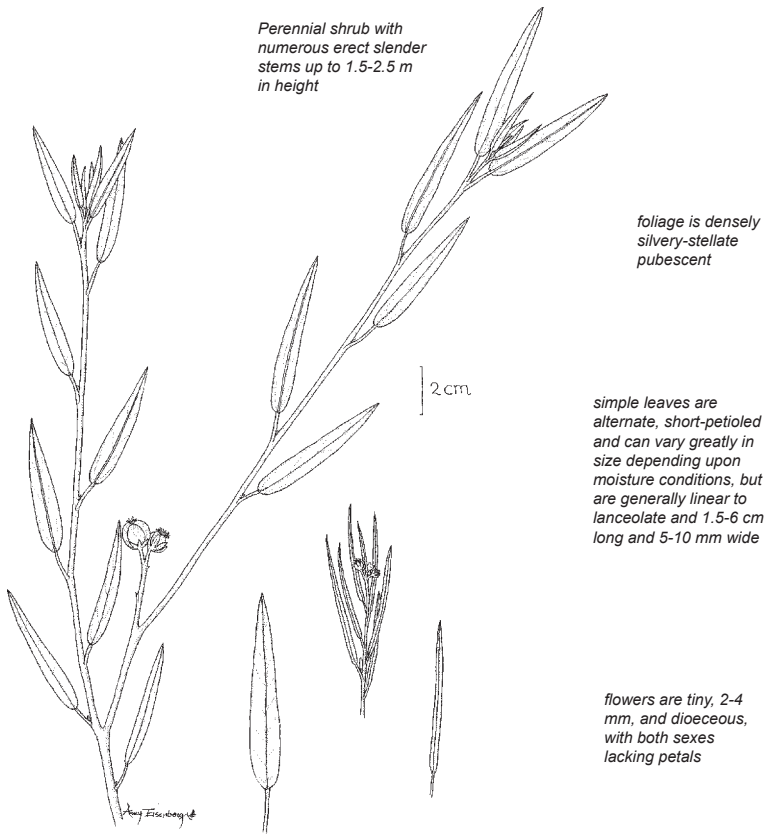 Perennial shrub with
numerous erect slender
stems up to 1.5-2.5 m
in height
foliage is densely
silvery-stellate
pubescent
2cm
simple leaves are
alternate, short-petioled
and can vary greatly in
size depending upon
moisture conditions, but
are generally linear to
lanceolate and 1.5-6 cm
long and 5-10 mm wide
flowers are tiny, 2-4
mm, and dioeceous,
with both sexes
lacking petals
Amy Eisenberg